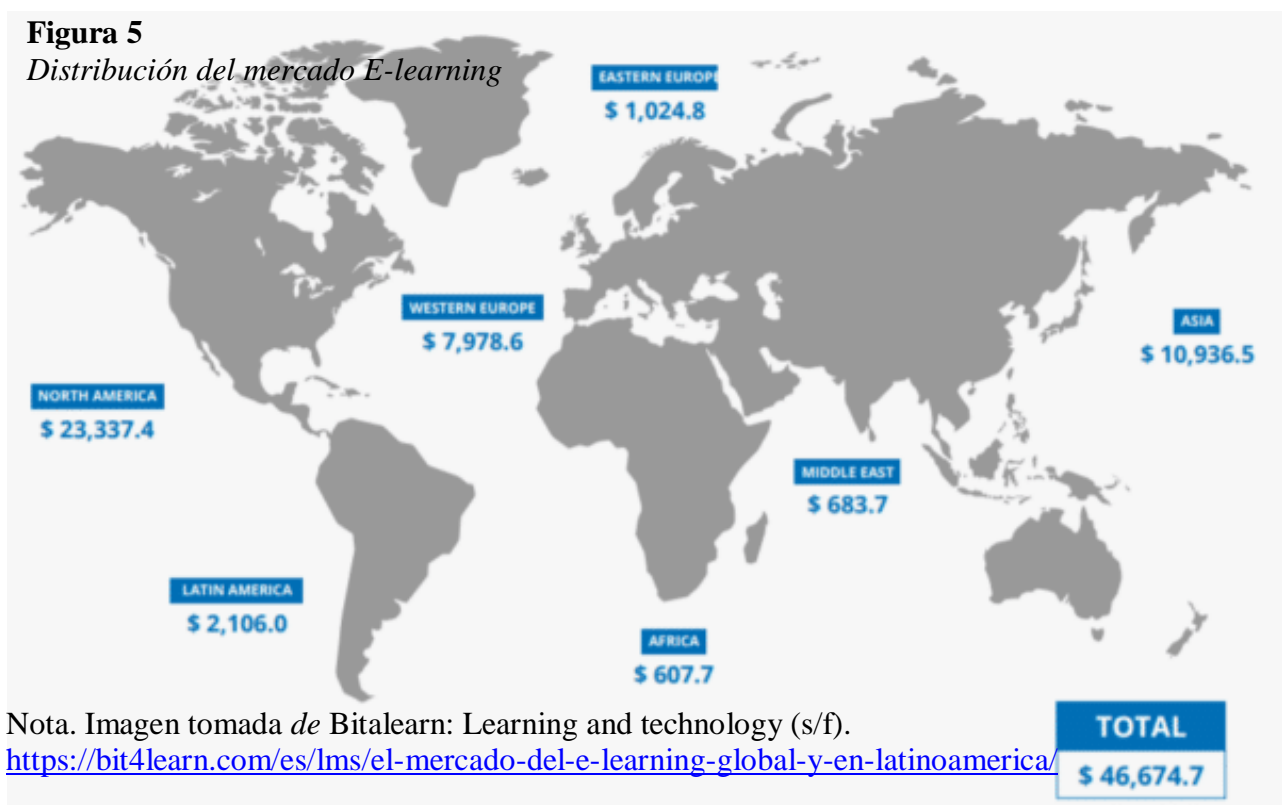 Figura 5
Distribución del mercado E-learning
EASTERN EUROPE
$ 1,024.8
WESTERN EUROPE
$ 7,978.6
ASIA
$ 10,936.5
NORTH AMERICA
$ 23,337.4
MIDDLE EAST
$ 683.7
LATIN AMERICA
$ 2,106.0
AFRICA
$ 607.7
Nota. Imagen tomada de Bitalearn: Learning and technology (s/f).
https://bit4learn.com/es/lms/el-mercado-del-e-learning-global-y-en-latinoamerica/
TOTAL
$ 46,674.7